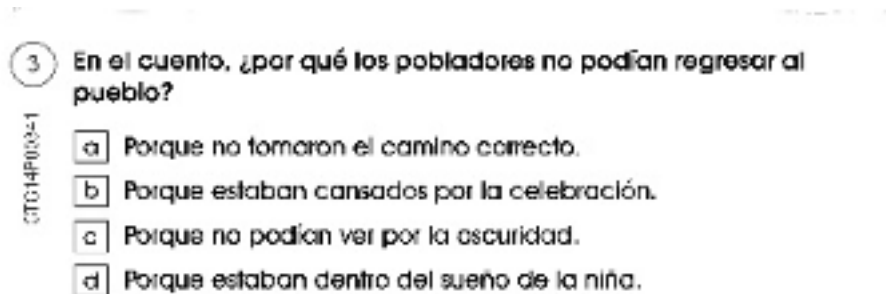 3 En el cuento, ¿por qué los pobladores no podían regresar al
pueblo?
a Porque no tomaron el camino correcto.
b Porque estaban cansados por la celebración.
c Porque no podían ver por la oscuridad.
d Porque estaban dentro del sueño de la niña.